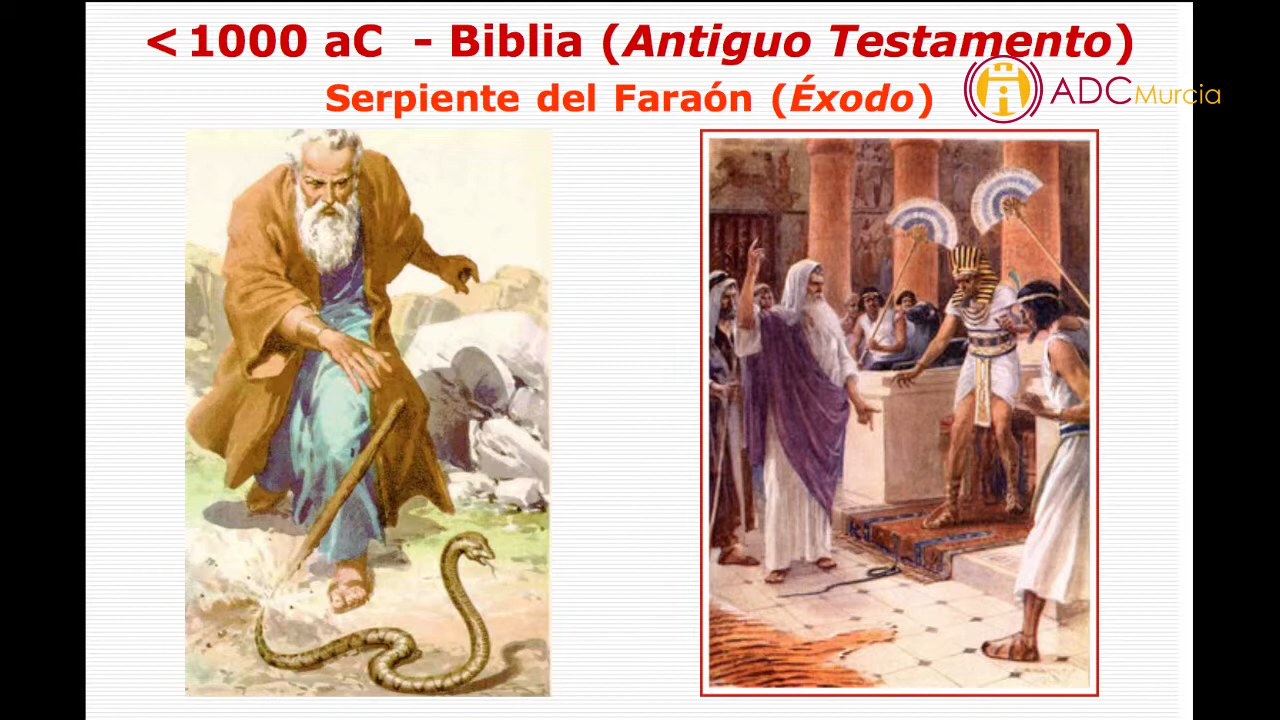 <1000 aC - Biblia (Antiguo Testamento)
Serpiente del Faraón (Éxodo)
ADCMurcia